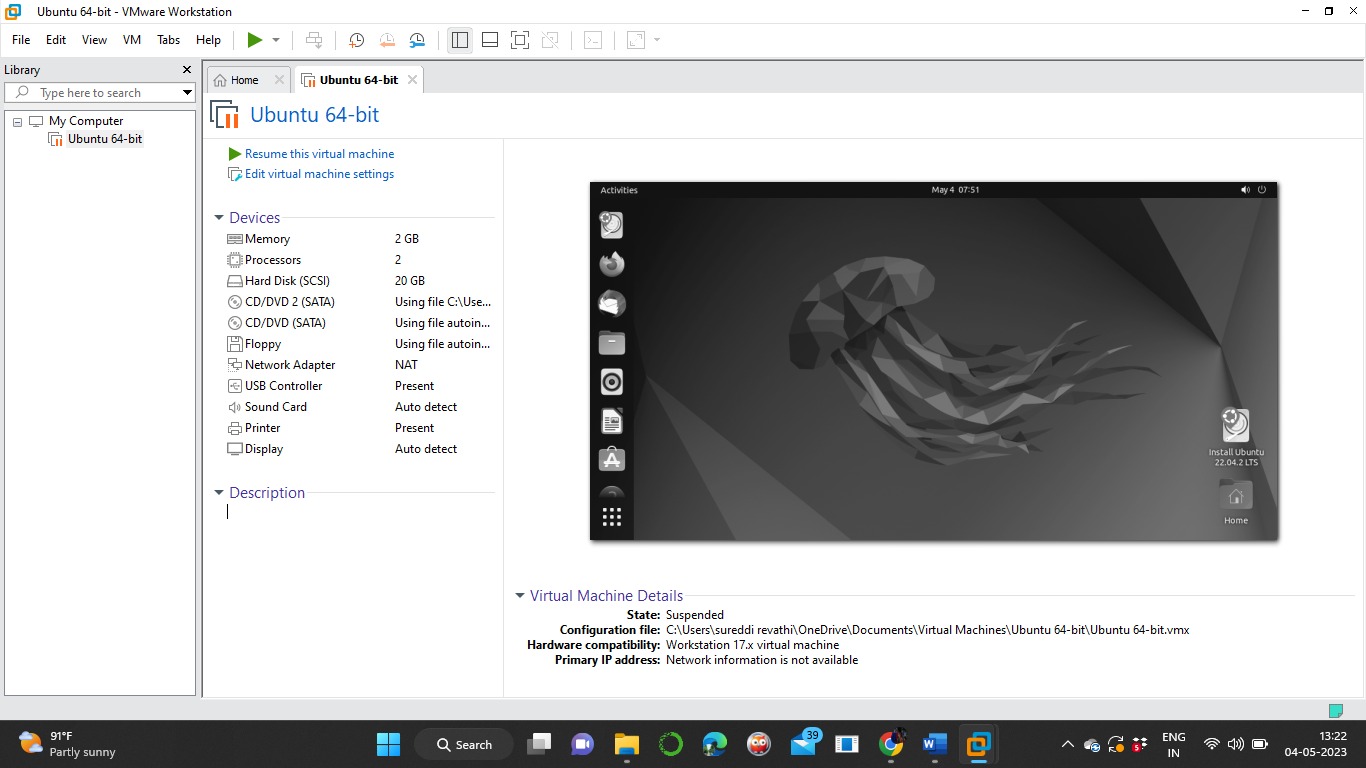 Ubuntu 64-bit - VMware Workstation
File Edit View VM Tabs Help
Library
Type here to search
My Computer
Ubuntu 64-bit
Home
Ubuntu 64-bit
Ubuntu 64-bit
Resume this virtual machine
Edit virtual machine settings
Devices
Memory 2 GB
Processors 2
Hard Disk (SCSI) 20 GB
CD/DVD 2 (SATA) Using file C:\Use...
CD/DVD (SATA) Using file autoin...
Floppy Using file autoin...
Network Adapter NAT
USB Controller Present
Sound Card Auto detect
Printer Present
Display Auto detect
Description
Activities May 4 07:51
Install Ubuntu
22.04.2 LTS
Home
Virtual Machine Details
State: Suspended
Configuration file: C:\Users\sureddi revathi\OneDrive\Documents\Virtual Machines\Ubuntu 64-bit\Ubuntu 64-bit.vmx
Hardware compatibility: Workstation 17.x virtual machine
Primary IP address: Network information is not available
91°F
Partly sunny
Search
39
5
ENG
IN
13:22
04-05-2023